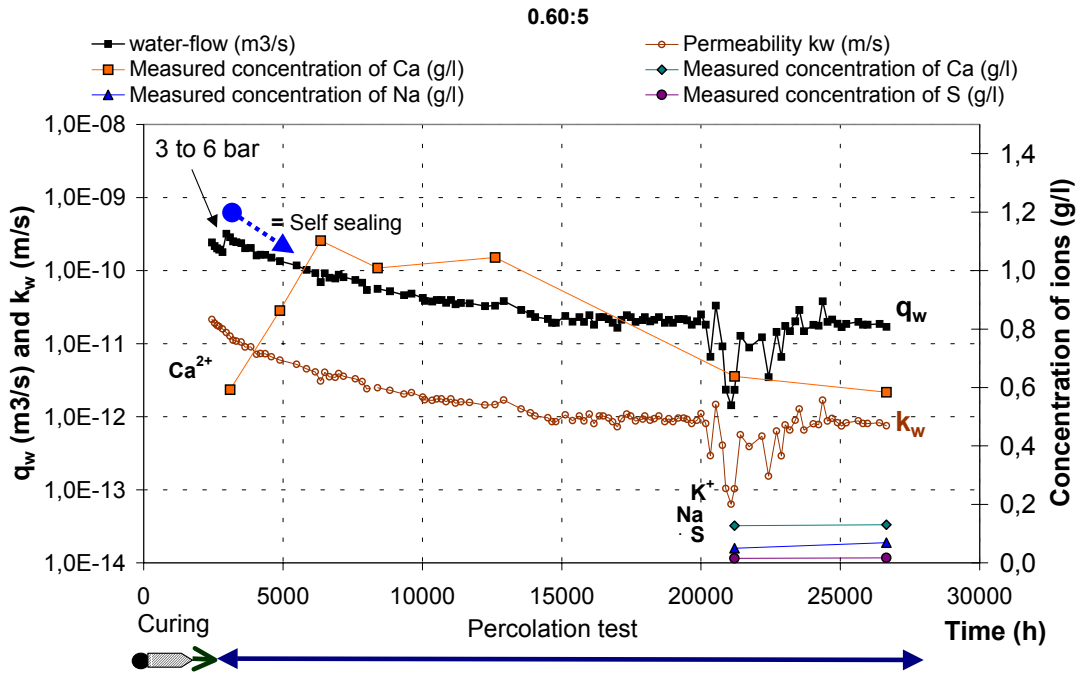 0.60:5
water-flow (m3/s)
Permeability kw (m/s)
Measured concentration of Ca (g/l)
Measured concentration of Ca (g/l)
Measured concentration of Na (g/l)
Measured concentration of S (g/l)
1,0E-08
1,0E-09
1,0E-10
1,0E-11
1,0E-12
1,0E-13
1,0E-14
qw (m3/s) and kw (m/s)
3 to 6 bar
= Self sealing
Ca2+
qw
kw
K+
Na
S
1,4
1,2
1,0
0,8
0,6
0,4
0,2
0,0
Concentration of ions (g/l)
0
5000
10000
15000
20000
25000
30000
Curing
Percolation test
Time (h)